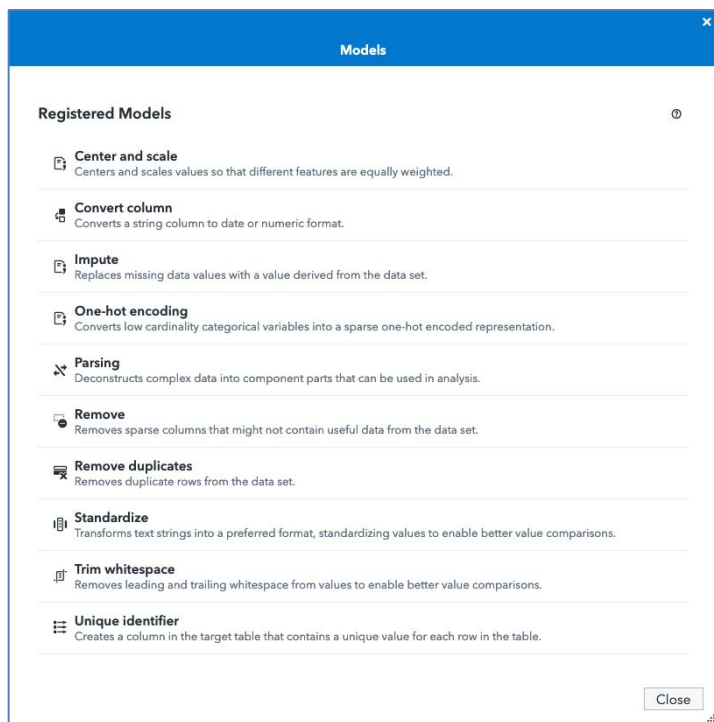 Models
Registered Models
Center and scale
Centers and scales values so that different features are equally weighted.
Convert column
Converts a string column to date or numeric format.
Impute
Replaces missing data values with a value derived from the data set.
One-hot encoding
Converts low cardinality categorical variables into a sparse one-hot encoded representation.
Parsing
Deconstructs complex data into component parts that can be used in analysis.
Remove
Removes sparse columns that might not contain useful data from the data set.
Remove duplicates
Removes duplicate rows from the data set.
Standardize
Transforms text strings into a preferred format, standardizing values to enable better value comparisons.
Trim whitespace
Removes leading and trailing whitespace from values to enable better value comparisons.
Unique identifier
Creates a column in the target table that contains a unique value for each row in the table.
Close